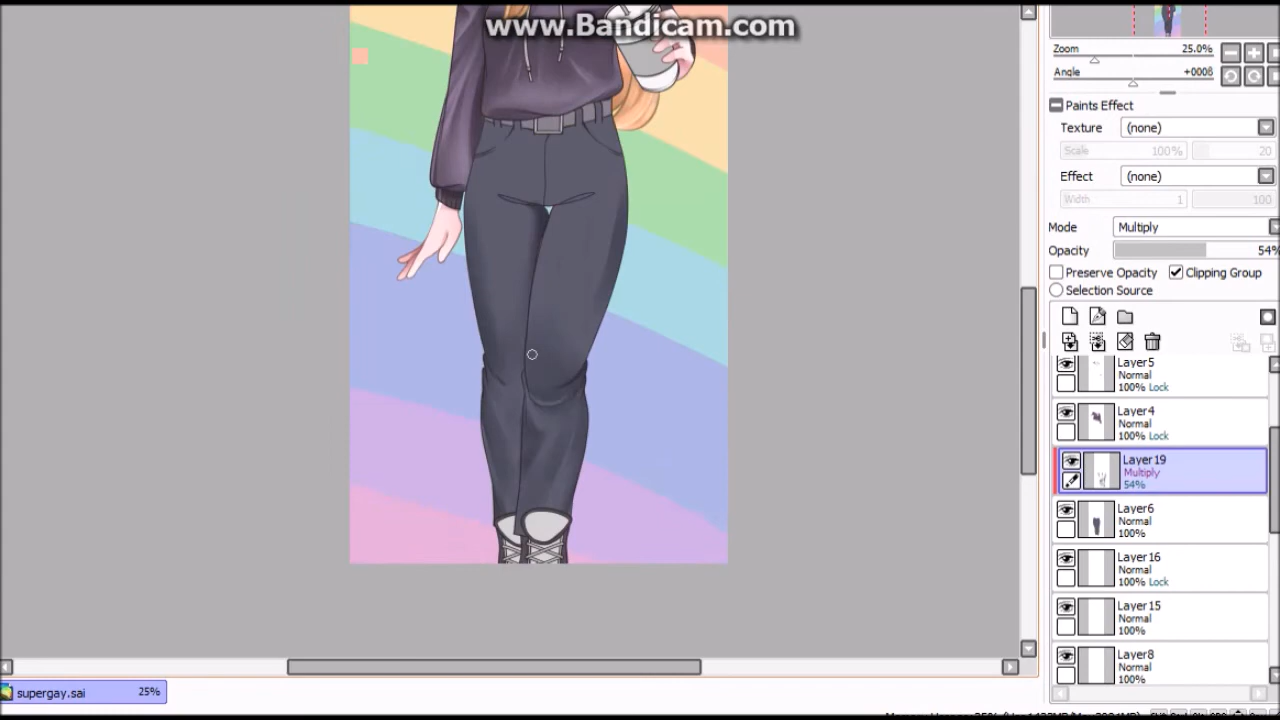 www.Bandicam.com
Zoom 25.0%
Angle +0008
Paints Effect
Texture (none)
Scale 100% 20
Effect (none)
Width 1 100
Mode Multiply
Opacity 54%
Preserve Opacity Clipping Group
Selection Source
Layer5
Normal
100% Lock
Layer4
Normal
100% Lock
Layer19
Multiply
54%
Layer6
Normal
100%
Layer16
Normal
100% Lock
Layer15
Normal
100%
Layer8
Normal
100%
supergay.sai 25%